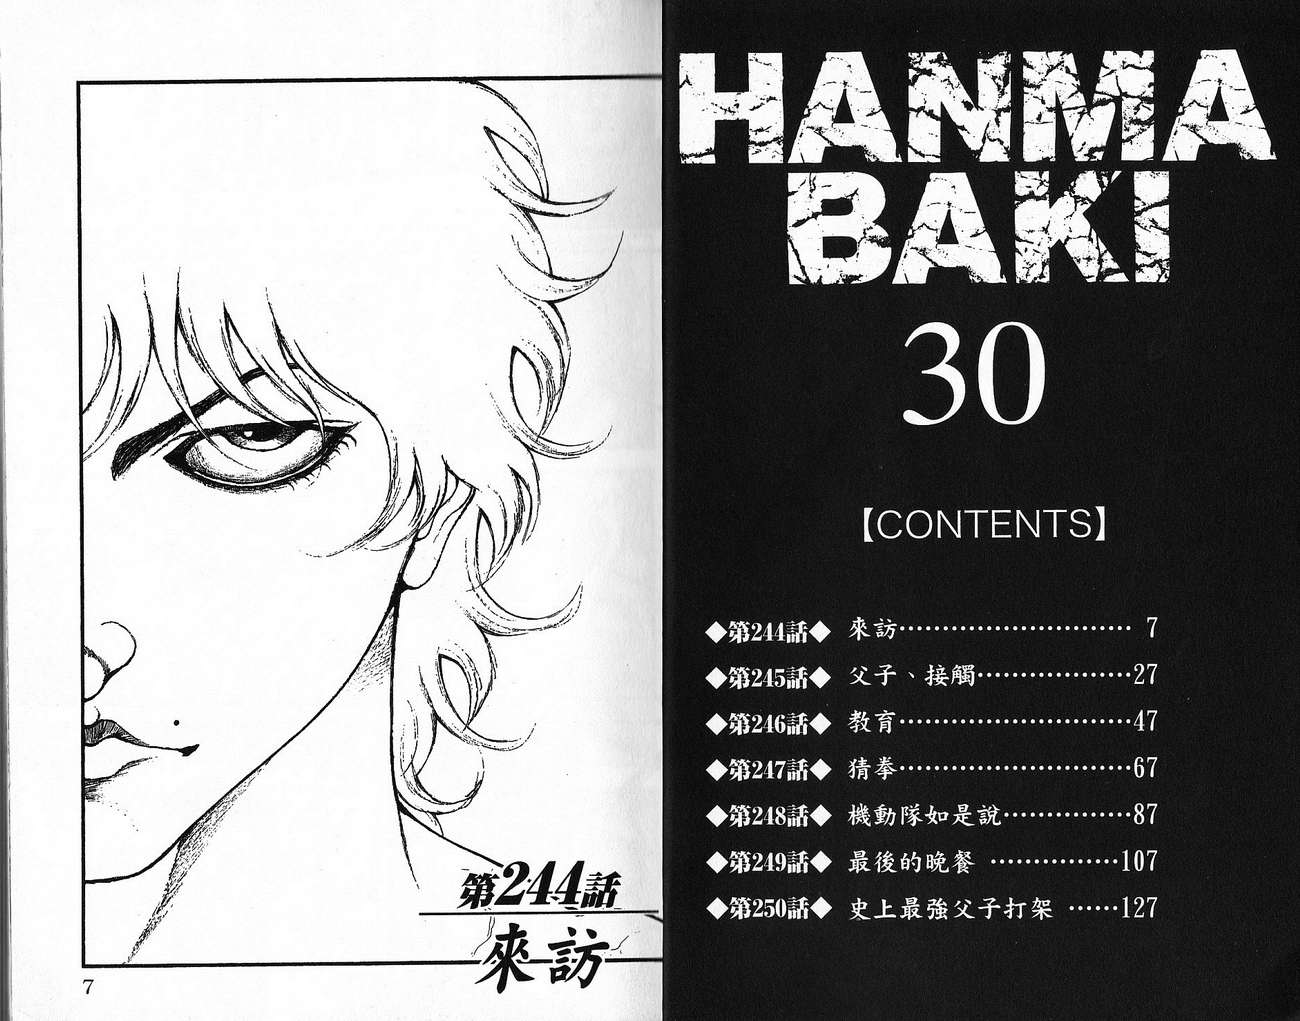 HANMA
BAKI
30
【CONTENTS】
◆第244話◆ 來訪………………………… 7
◆第245話◆ 父子、接觸………………27
◆第246話◆ 教育………………………47
◆第247話◆ 猜拳………………………67
◆第248話◆ 機動隊如是說……………87
◆第249話◆ 最後的晚餐 ……………107
◆第250話◆ 史上最強父子打架 ……127
第244話
來訪
7